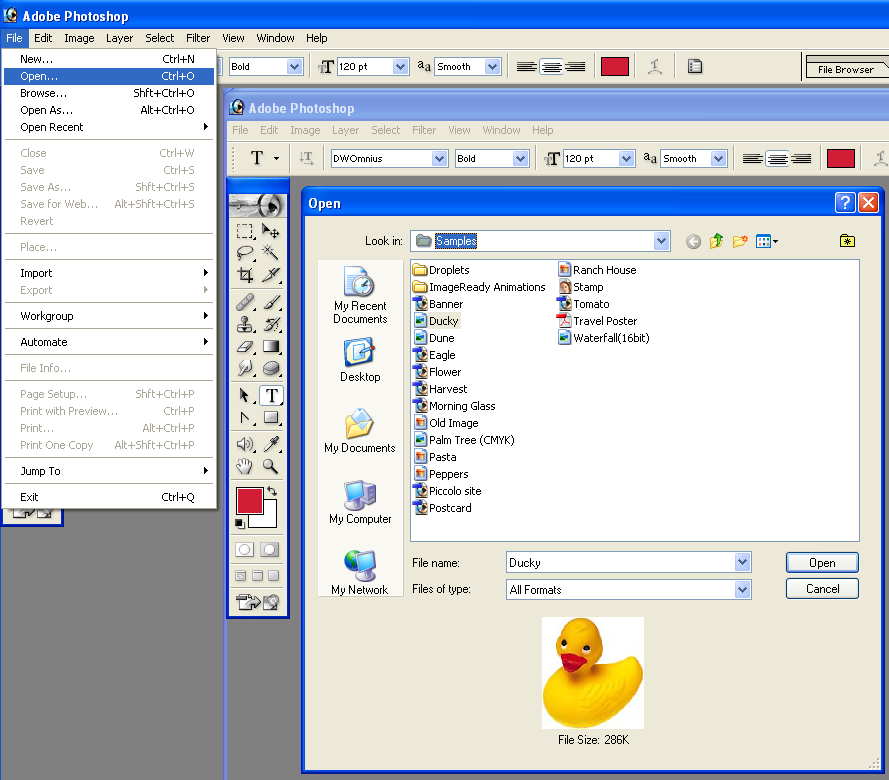 Adobe Photoshop
File Edit Image Layer Select Filter View Window Help
Bold 120 pt aa Smooth File Browser
New... Ctrl+N
Open... Ctrl+O
Browse... Shft+Ctrl+O
Open As... Alt+Ctrl+O
Open Recent
Close Ctrl+W
Save Ctrl+S
Save As... Shft+Ctrl+S
Save for Web... Alt+Shft+Ctrl+S
Revert
Place...
Import
Export
Workgroup
Automate
File Info...
Page Setup... Shft+Ctrl+P
Print with Preview... Ctrl+P
Print... Alt+Ctrl+P
Print One Copy Alt+Shft+Ctrl+P
Jump To
Exit Ctrl+Q
Adobe Photoshop
File Edit Image Layer Select Filter View Window Help
T DWOmnius Bold 120 pt aa Smooth
Open
Look in: Samples
My Recent
Documents
Desktop
My Documents
My Computer
My Network
Droplets
ImageReady Animations
Banner
Ducky
Dune
Eagle
Flower
Harvest
Morning Glass
Old Image
Palm Tree (CMYK)
Pasta
Peppers
Piccolo site
Postcard
Ranch House
Stamp
Tomato
Travel Poster
Waterfall(16bit)
File name: Ducky Open
Files of type: All Formats Cancel
File Size: 286K